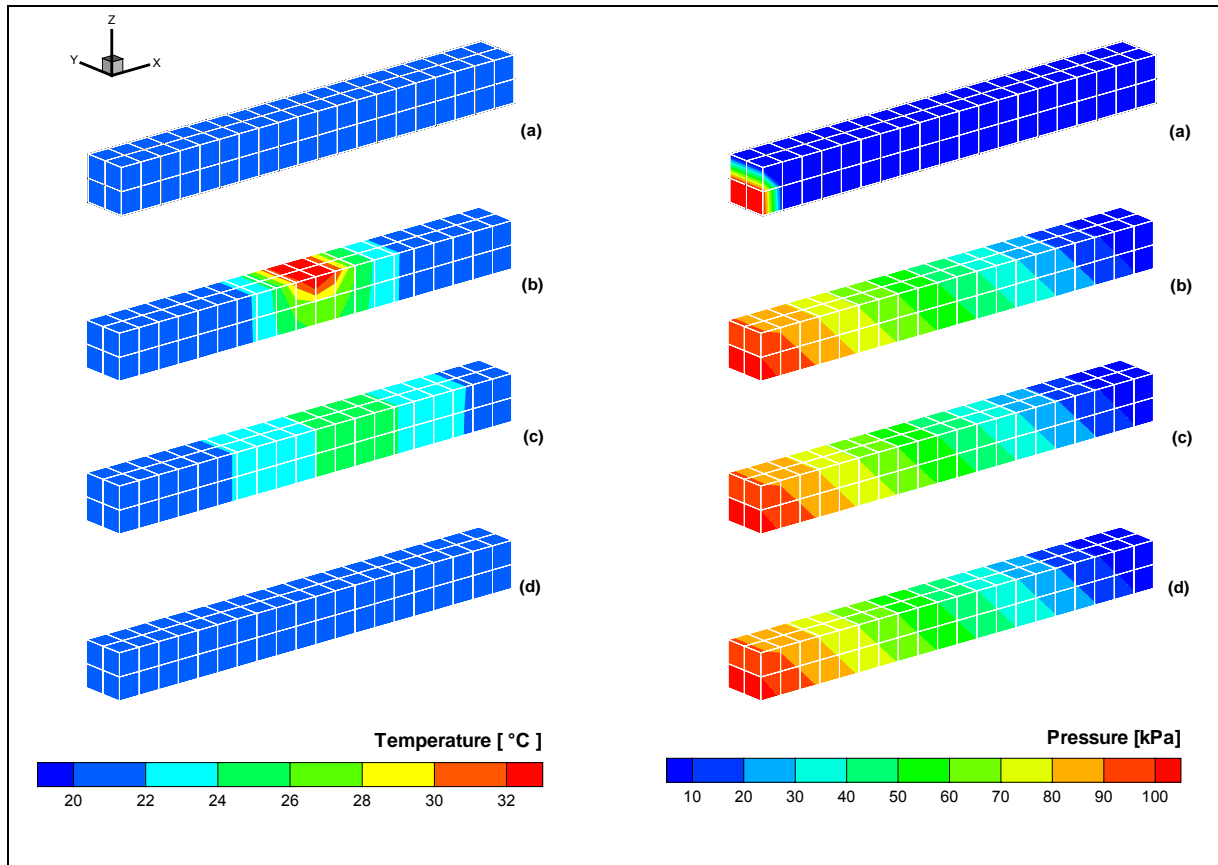 Z
Y X
(a)
(b)
(c)
(d)
Temperature [ °C ]
20 22 24 26 28 30 32
(a)
(b)
(c)
(d)
Pressure [kPa]
10 20 30 40 50 60 70 80 90 100